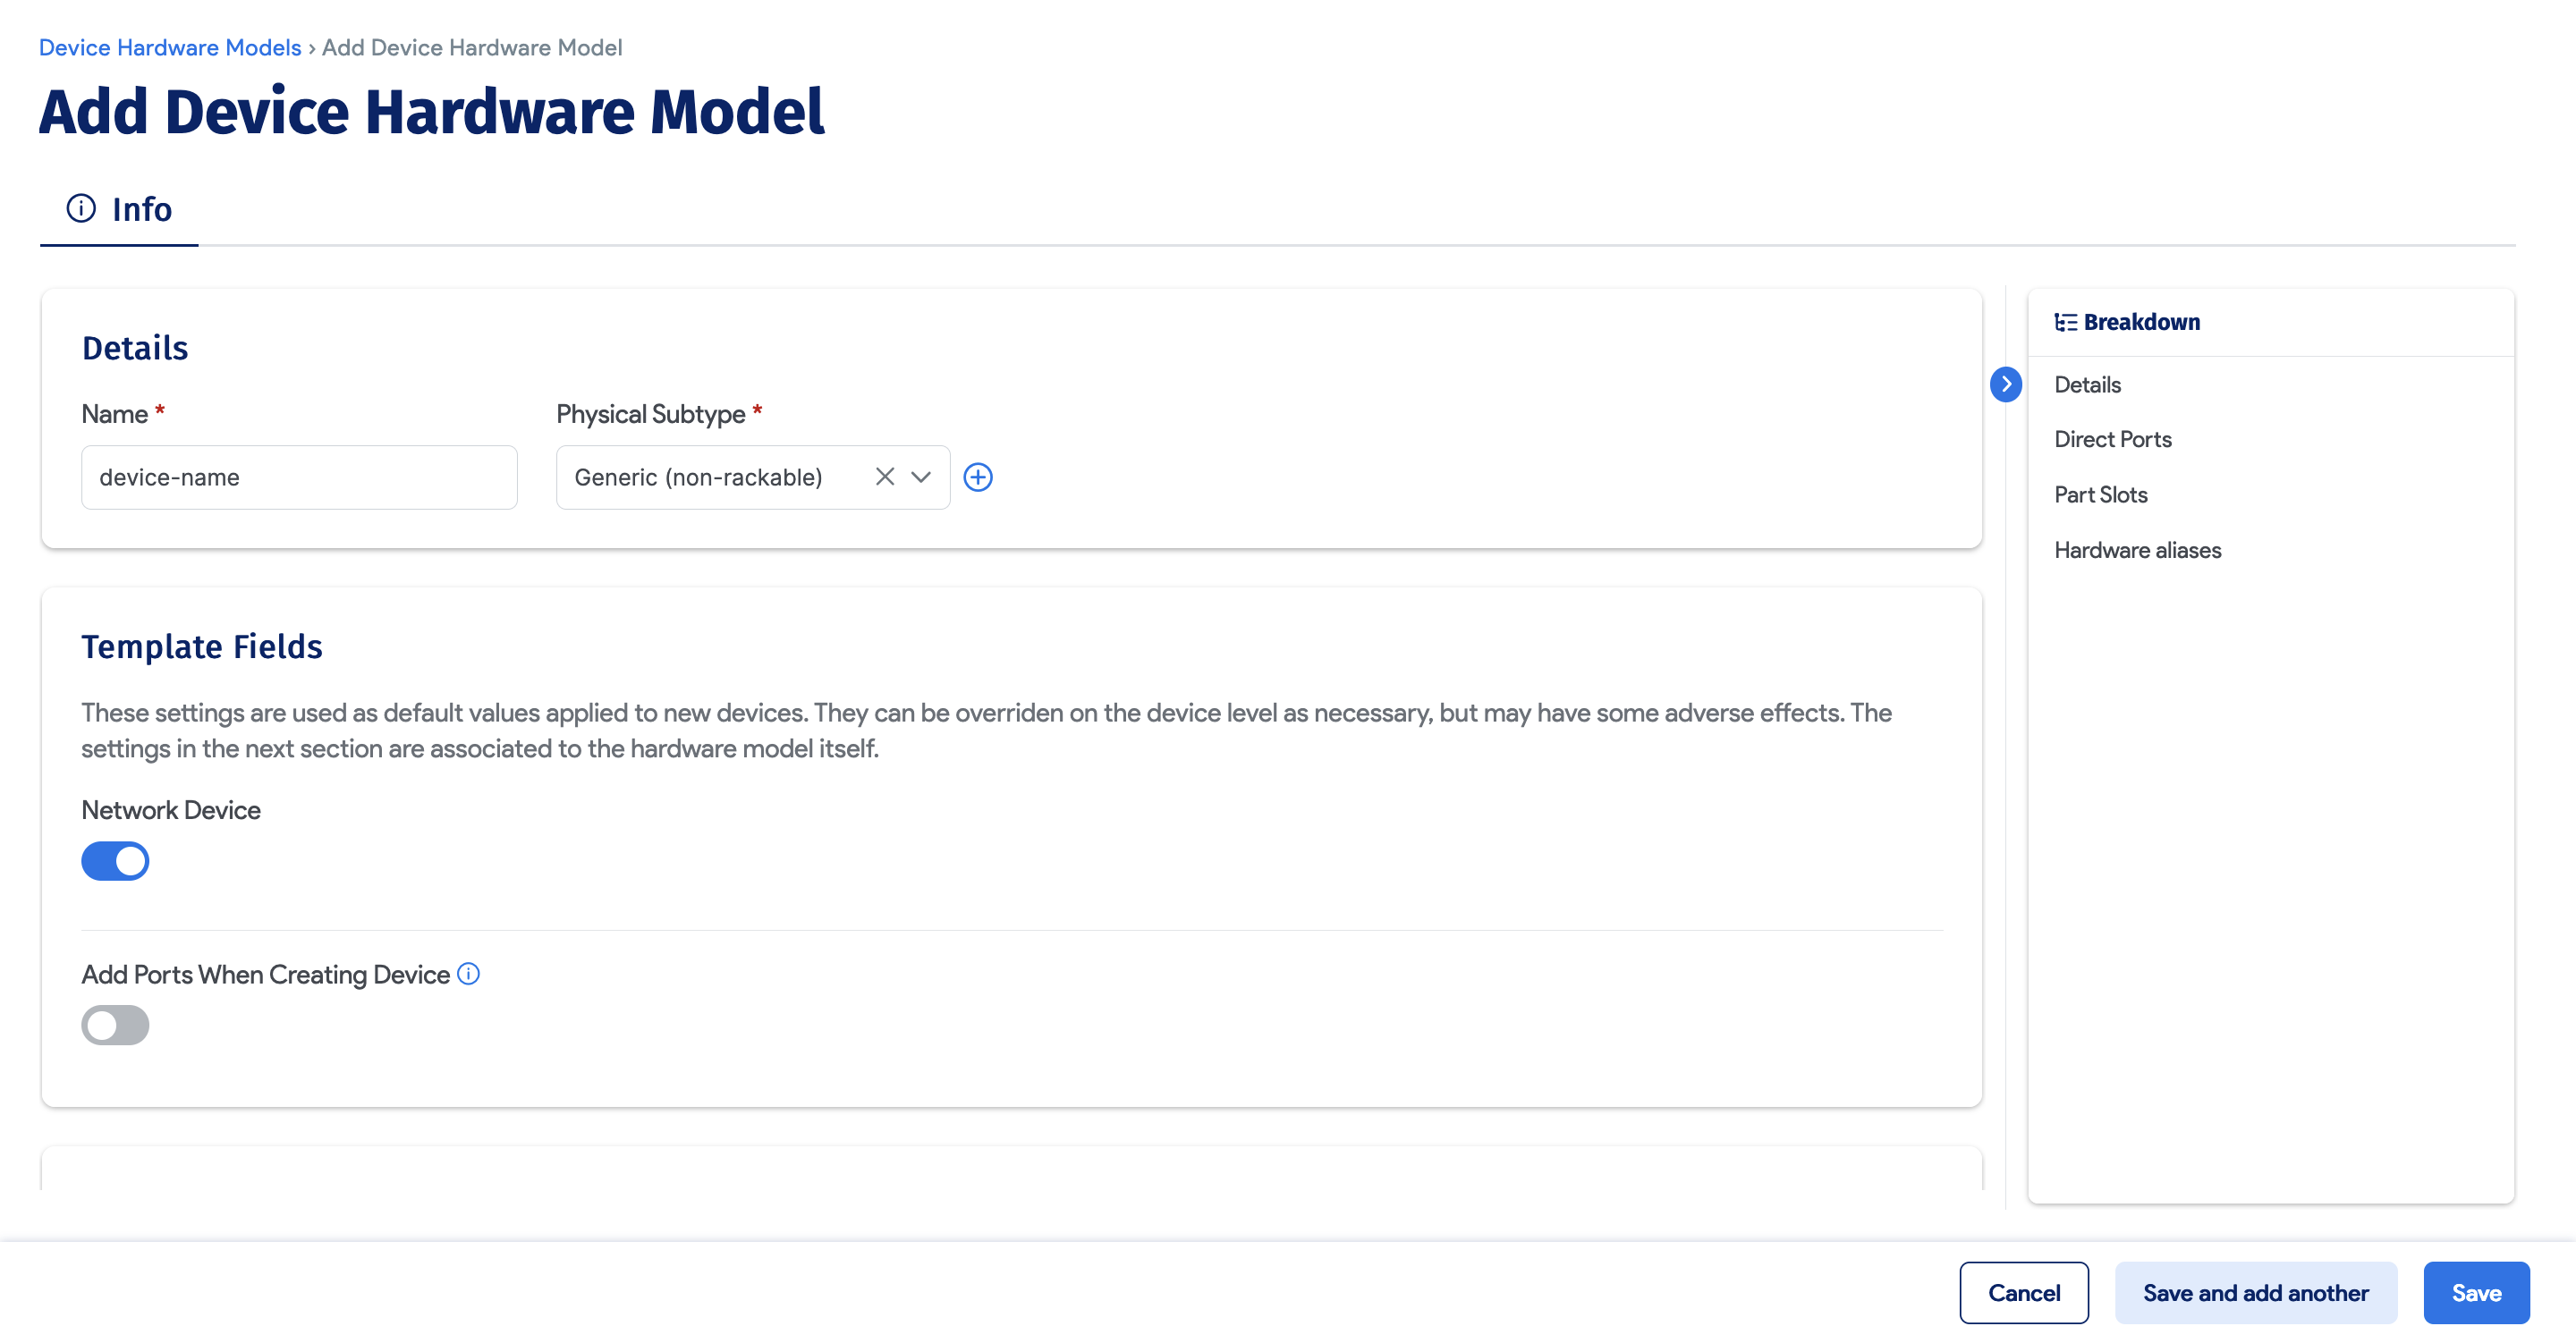 Device Hardware Models › Add Device Hardware Model
Add Device Hardware Model
Info
Details
Name *
Physical Subtype *
device-name
Generic (non-rackable)
Template Fields
These settings are used as default values applied to new devices. They can be overriden on the device level as necessary, but may have some adverse effects. The
settings in the next section are associated to the hardware model itself.
Network Device
Add Ports When Creating Device
Breakdown
Details
Direct Ports
Part Slots
Hardware aliases
Cancel
Save and add another
Save